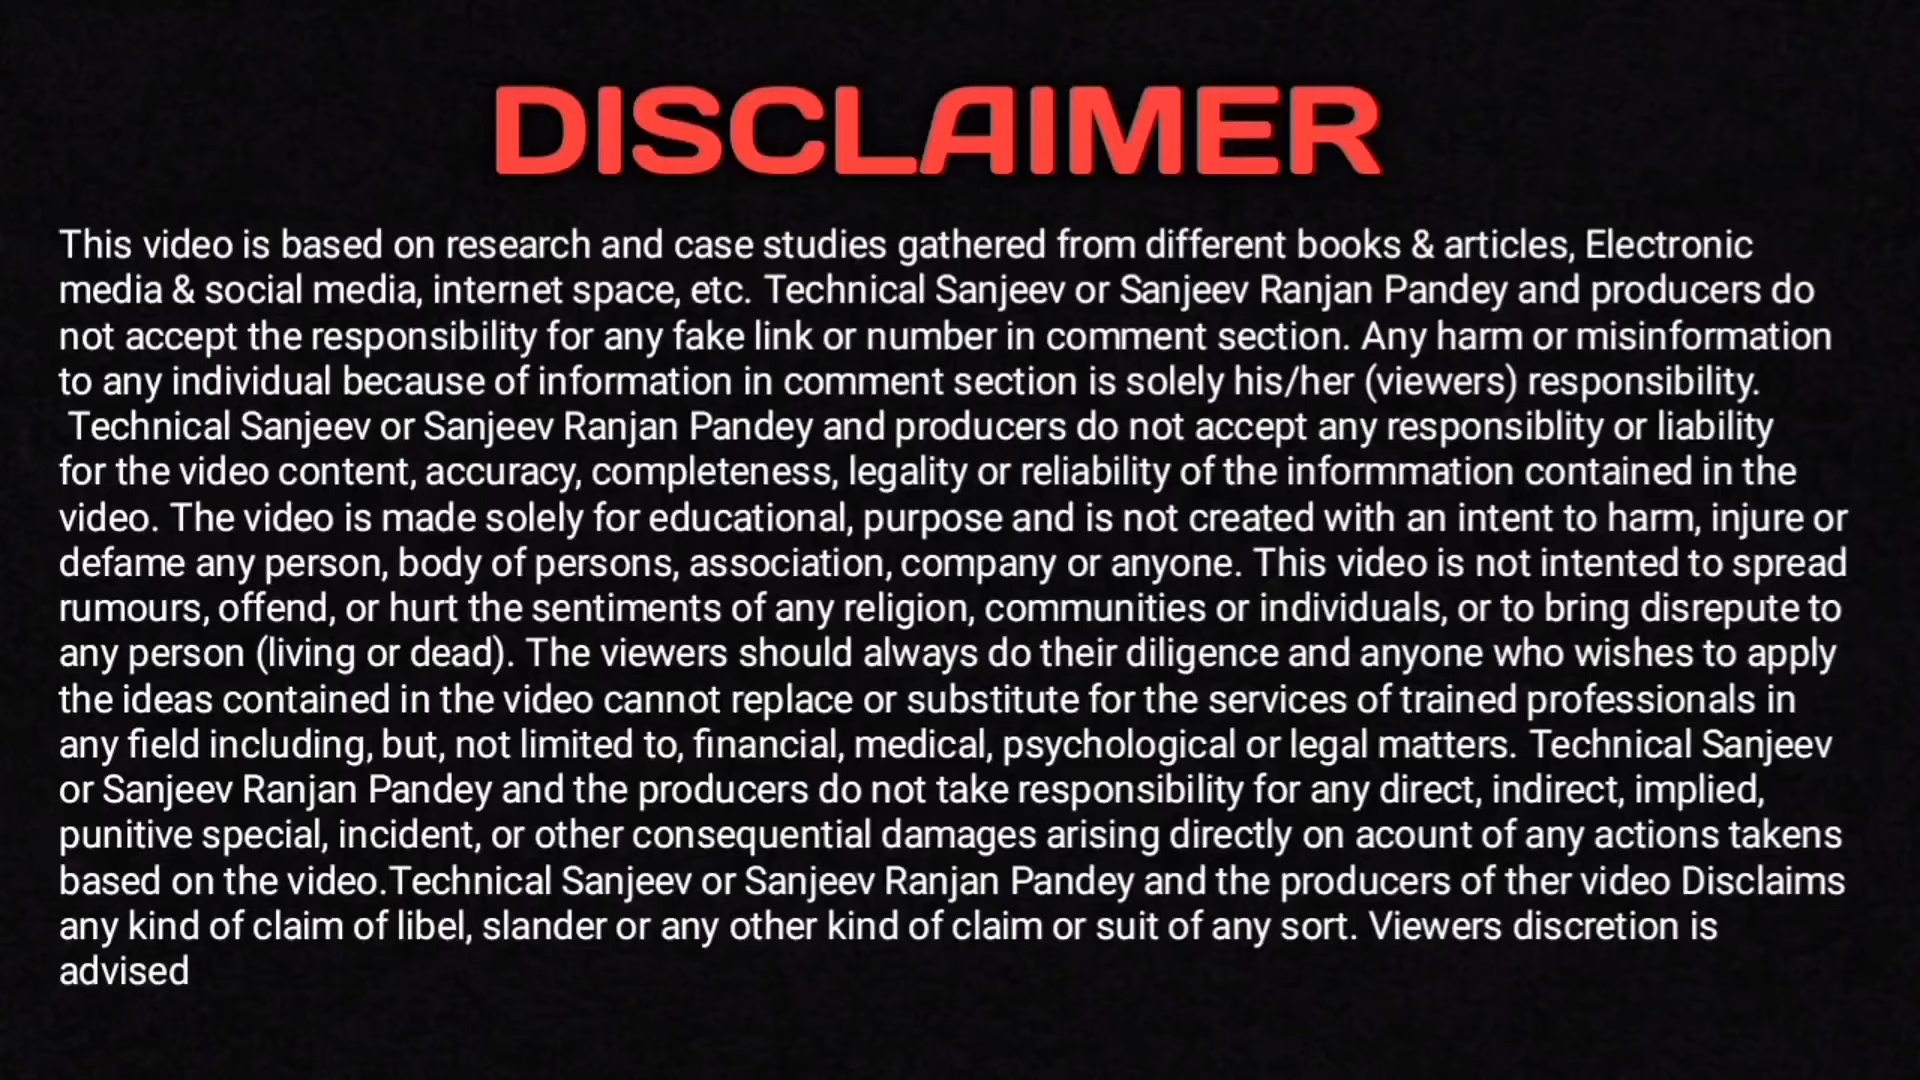 DISCLAIMER
This video is based on research and case studies gathered from different books & articles, Electronic
media & social media, internet space, etc. Technical Sanjeev or Sanjeev Ranjan Pandey and producers do
not accept the responsibility for any fake link or number in comment section. Any harm or misinformation
to any individual because of information in comment section is solely his/her (viewers) responsibility.
Technical Sanjeev or Sanjeev Ranjan Pandey and producers do not accept any responsiblity or liability
for the video content, accuracy, completeness, legality or reliability of the informmation contained in the
video. The video is made solely for educational, purpose and is not created with an intent to harm, injure or
defame any person, body of persons, association, company or anyone. This video is not intented to spread
rumours, offend, or hurt the sentiments of any religion, communities or individuals, or to bring disrepute to
any person (living or dead). The viewers should always do their diligence and anyone who wishes to apply
the ideas contained in the video cannot replace or substitute for the services of trained professionals in
any field including, but, not limited to, financial, medical, psychological or legal matters. Technical Sanjeev
or Sanjeev Ranjan Pandey and the producers do not take responsibility for any direct, indirect, implied,
punitive special, incident, or other consequential damages arising directly on acount of any actions takens
based on the video.Technical Sanjeev or Sanjeev Ranjan Pandey and the producers of ther video Disclaims
any kind of claim of libel, slander or any other kind of claim or suit of any sort. Viewers discretion is
advised